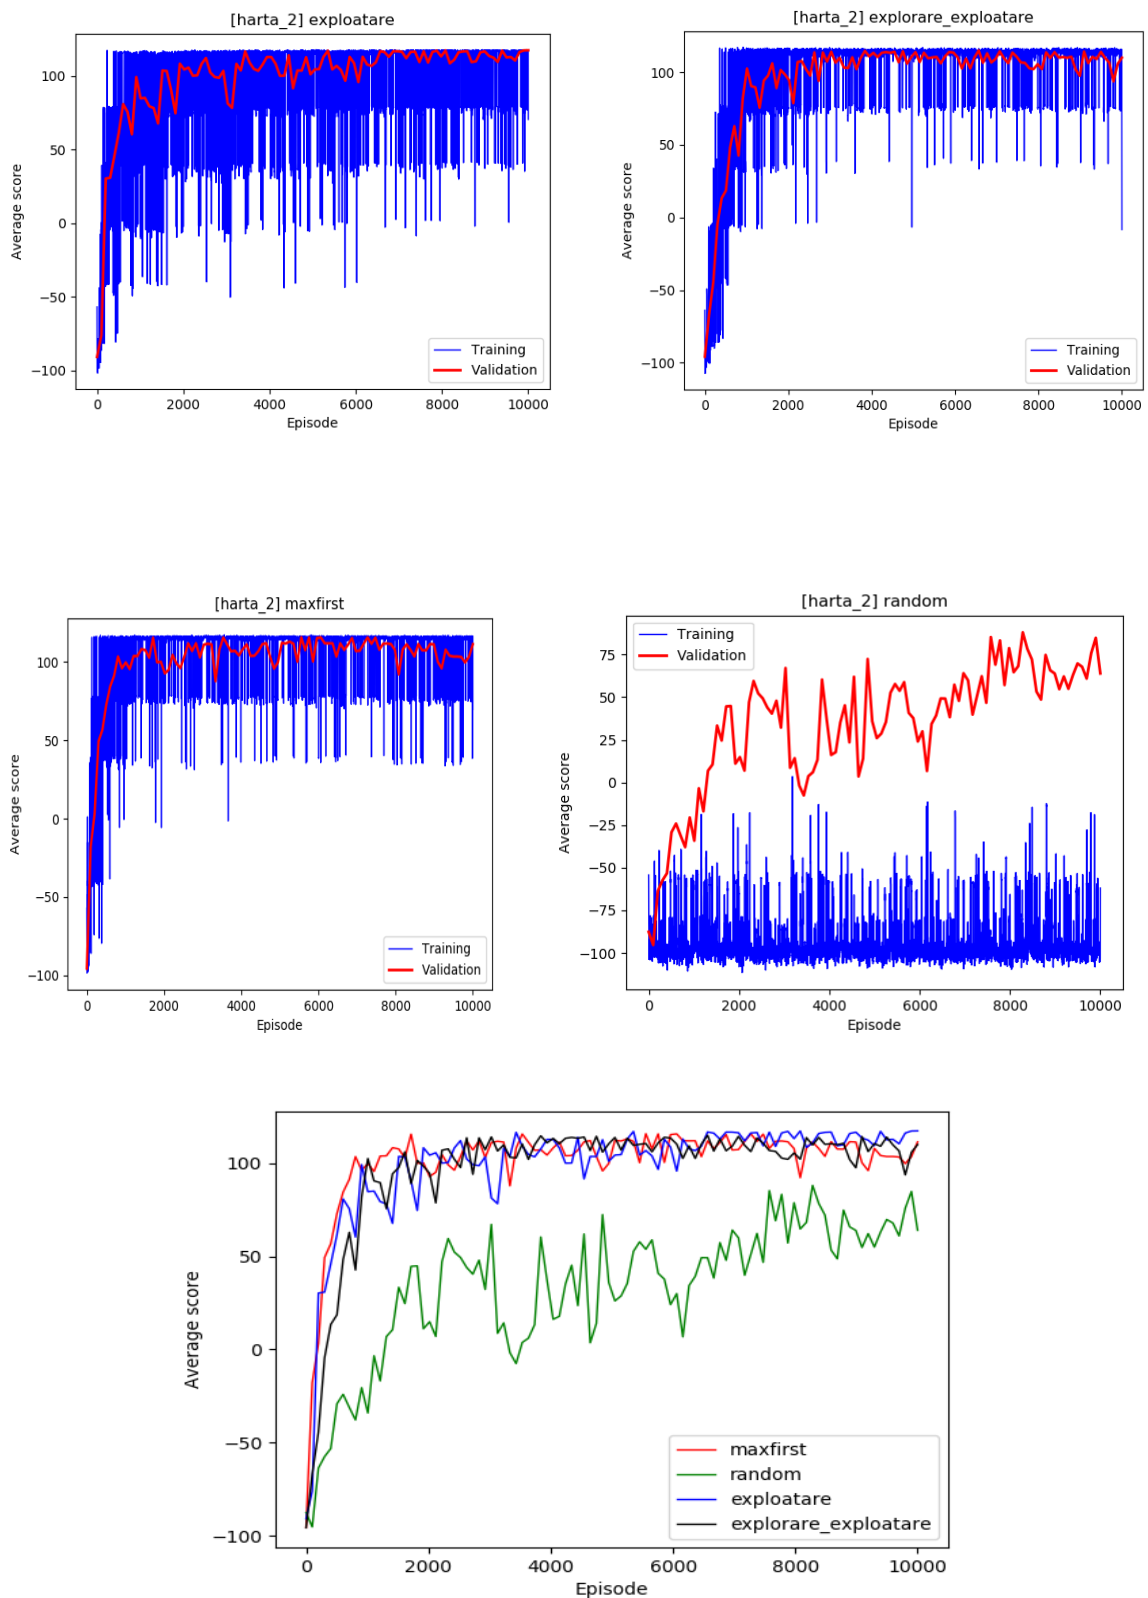 [harta_2] exploatare
100
50
0
−50
−100
Average score
0 2000 4000 6000 8000 10000
Episode
Training
Validation
[harta_2] explorare_exploatare
100
50
0
−50
−100
Average score
0 2000 4000 6000 8000 10000
Episode
Training
Validation
[harta_2] maxfirst
100
50
0
−50
−100
Average score
0 2000 4000 6000 8000 10000
Episode
Training
Validation
[harta_2] random
Training
Validation
75
50
25
0
−25
−50
−75
−100
Average score
0 2000 4000 6000 8000 10000
Episode
100
50
0
−50
−100
Average score
0 2000 4000 6000 8000 10000
Episode
maxfirst
random
exploatare
explorare_exploatare